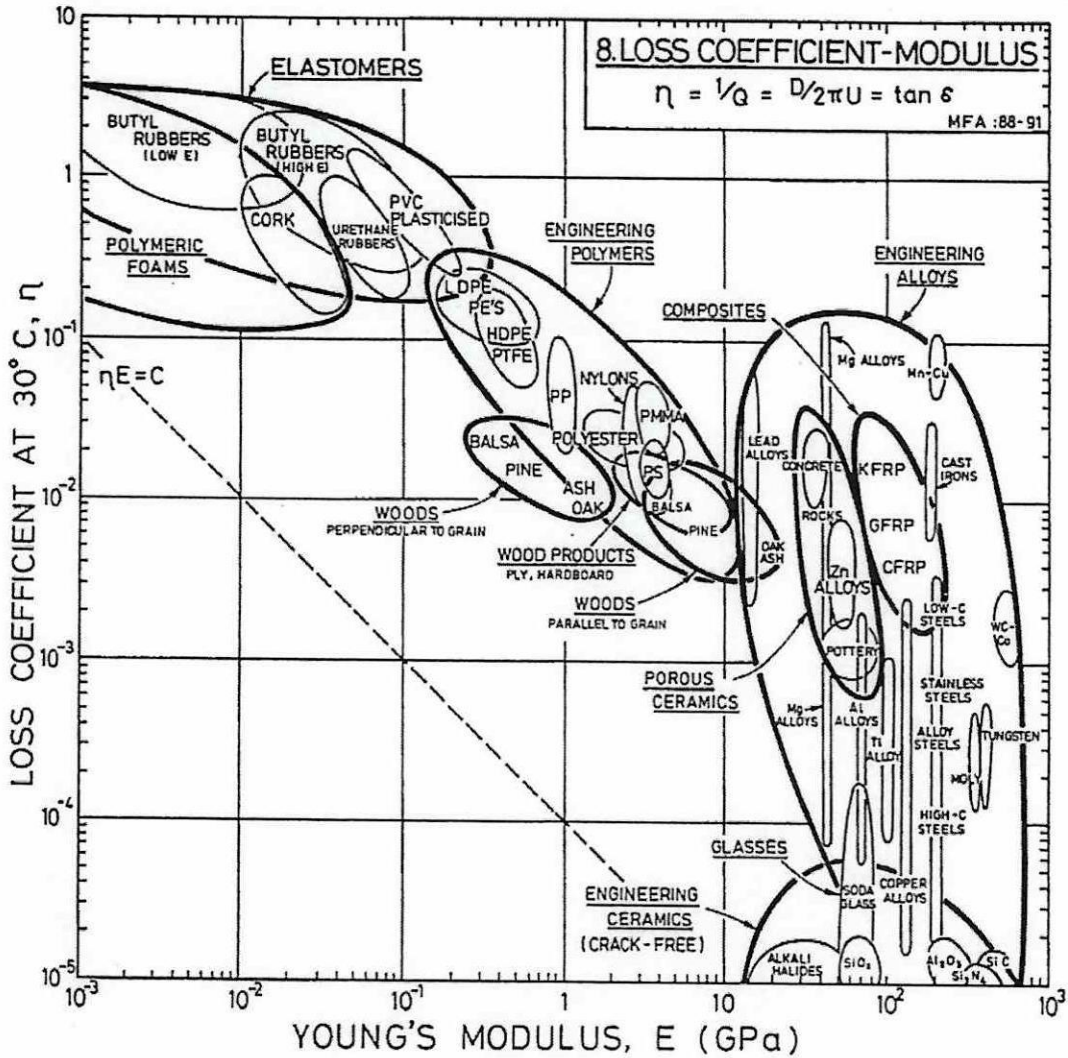 8.LOSS COEFFICIENT-MODULUS
η = 1/Q = D/2πU = tan δ
MFA :88-91
LOSS COEFFICIENT AT 30°C, η
10
1
10⁻¹
10⁻²
10⁻³
10⁻⁴
10⁻⁵
ELASTOMERS
BUTYL
RUBBERS
(LOW E)
BUTYL
RUBBERS
(HIGH E)
CORK
URETHANE
RUBBERS
PVC
PLASTICISED
POLYMERIC
FOAMS
ηE=C
ENGINEERING
POLYMERS
LDPE
PE'S
HDPE
PTFE
PP
NYLONS
PMMA
POLYESTER
PS
BALSA
PINE
ASH
OAK
WOODS
PERPENDICULAR TO GRAIN
WOOD PRODUCTS
PLY, HARDBOARD
BALSA
PINE
OAK
ASH
WOODS
PARALLEL TO GRAIN
ENGINEERING
ALLOYS
COMPOSITES
Mg ALLOYS
Mn-Cu
LEAD
ALLOYS
CONCRETE
ROCKS
KFRP
CAST
IRONS
GFRP
CFRP
Zn
ALLOYS
LOW-C
STEELS
WC-
Co
POTTERY
POROUS
CERAMICS
Mg
ALLOYS
Al
ALLOYS
Ti
ALLOY
STAINLESS
STEELS
ALLOY
STEELS
TUNGSTEN
MOLY
HIGH-C
STEELS
GLASSES
SODA
GLASS
COPPER
ALLOYS
ENGINEERING
CERAMICS
(CRACK-FREE)
ALKALI
HALIDES
SiO₂
Al₂O₃
Si₃N₄
SiC
10⁻³
10⁻²
10⁻¹
1
10
10²
10³
YOUNG'S MODULUS, E (GPa)